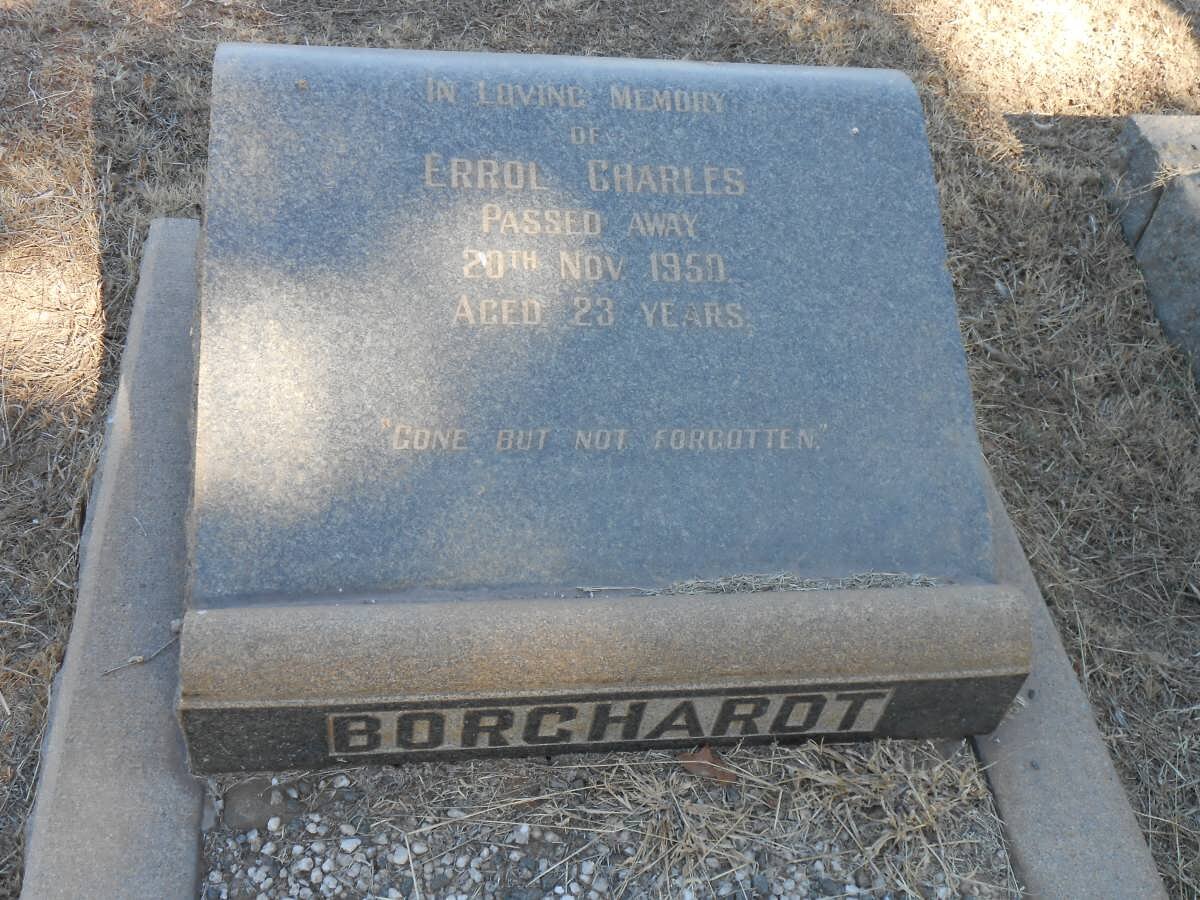 IN LOVING MEMORY
OF
ERROL CHARLES
PASSED AWAY
20TH NOV. 1950.
AGED 23 YEARS.
"GONE BUT NOT FORGOTTEN."
BORCHARDT